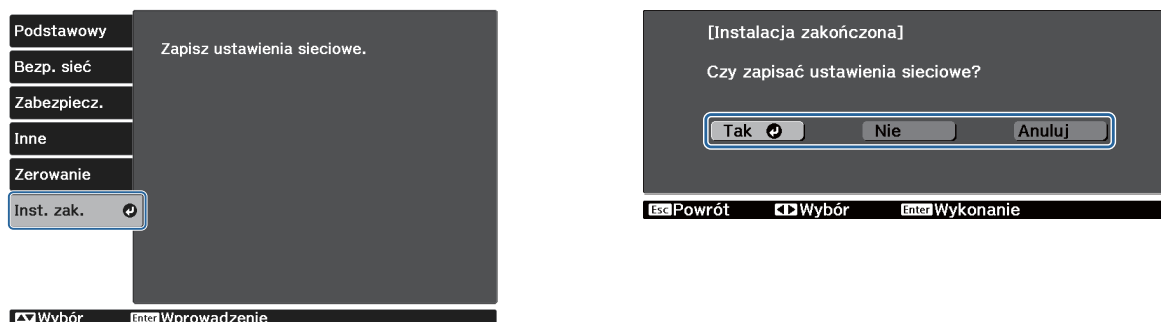 Podstawowy
Bezp. sieć
Zabezpiecz.
Inne
Zerowanie
Inst. zak.
Zapisz ustawienia sieciowe.
Wybór Enter Wprowadzenie
[Instalacja zakończona]
Czy zapisać ustawienia sieciowe?
Tak Nie Anuluj
Esc Powrót Wybór Enter Wykonanie